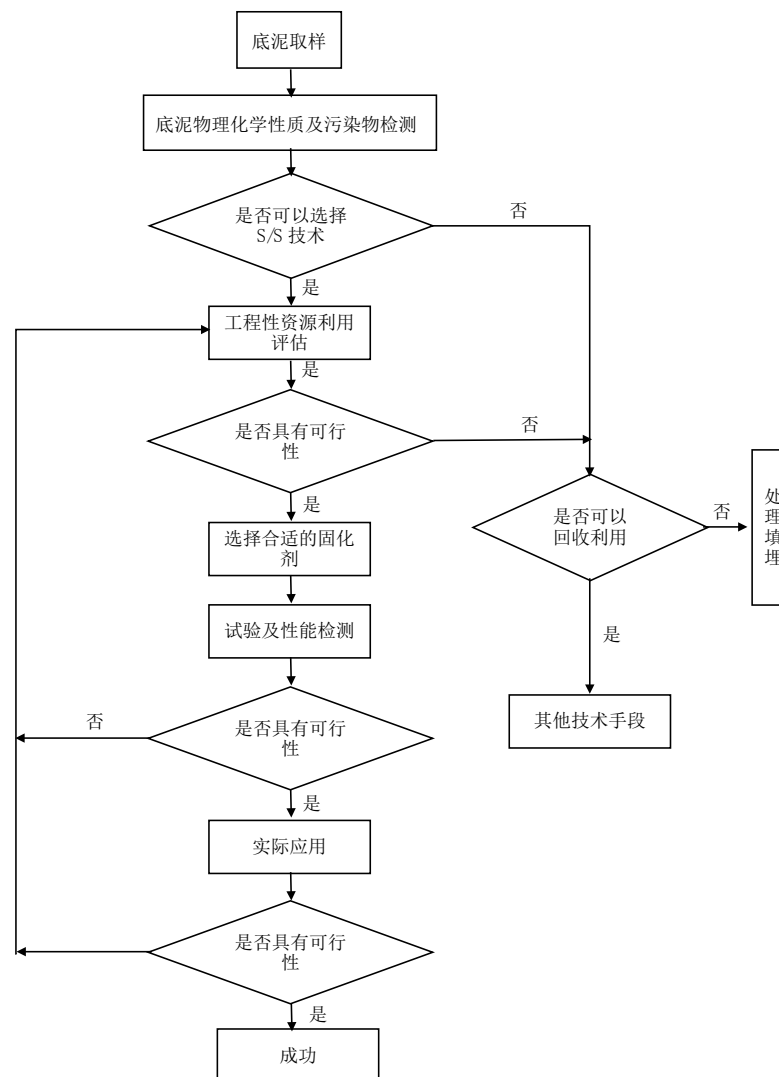 底泥取样
底泥物理化学性质及污染物检测
是否可以选择
S/S 技术
否
是
工程性资源利用
评估
是
是否具有可行
性
否
是
选择合适的固化
剂
是否可以
回收利用
否
处
理
填
埋
试验及性能检测
是
其他技术手段
是否具有可行
性
否
是
实际应用
是否具有可行
性
是
成功